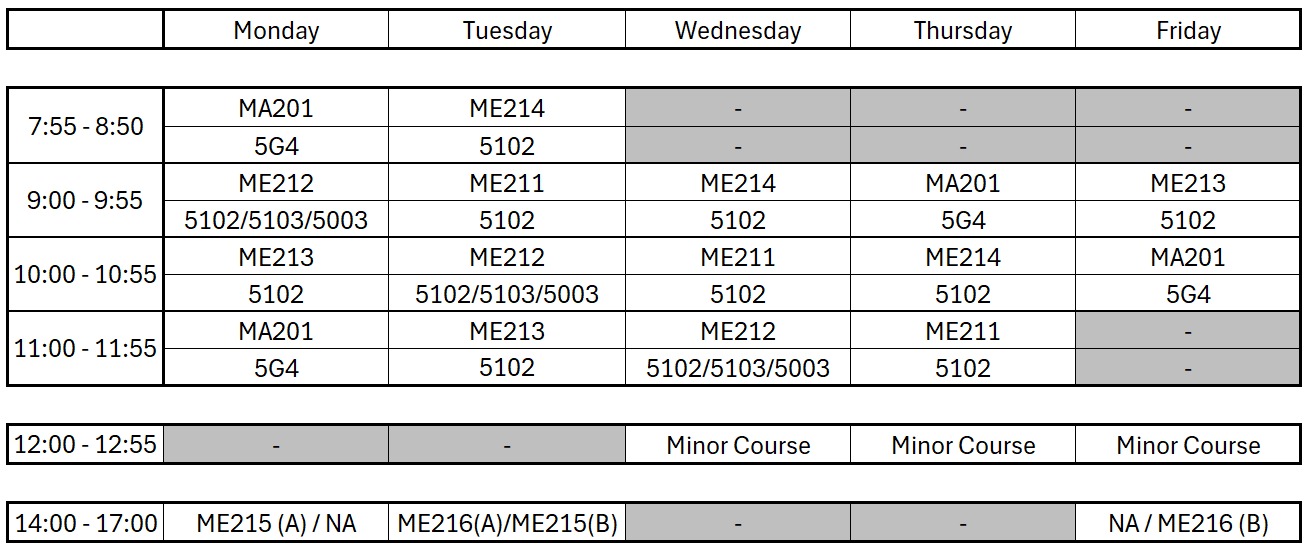 Monday Tuesday Wednesday Thursday Friday
7:55 - 8:50 MA201 ME214 - - -
5G4 5102 - - -
9:00 - 9:55 ME212 ME211 ME214 MA201 ME213
5102/5103/5003 5102 5102 5G4 5102
10:00 - 10:55 ME213 ME212 ME211 ME214 MA201
5102 5102/5103/5003 5102 5102 5G4
11:00 - 11:55 MA201 ME213 ME212 ME211 -
5G4 5102 5102/5103/5003 5102 -
12:00 - 12:55 - - Minor Course Minor Course Minor Course
14:00 - 17:00 ME215 (A) / NA ME216(A)/ME215(B) - - NA / ME216 (B)